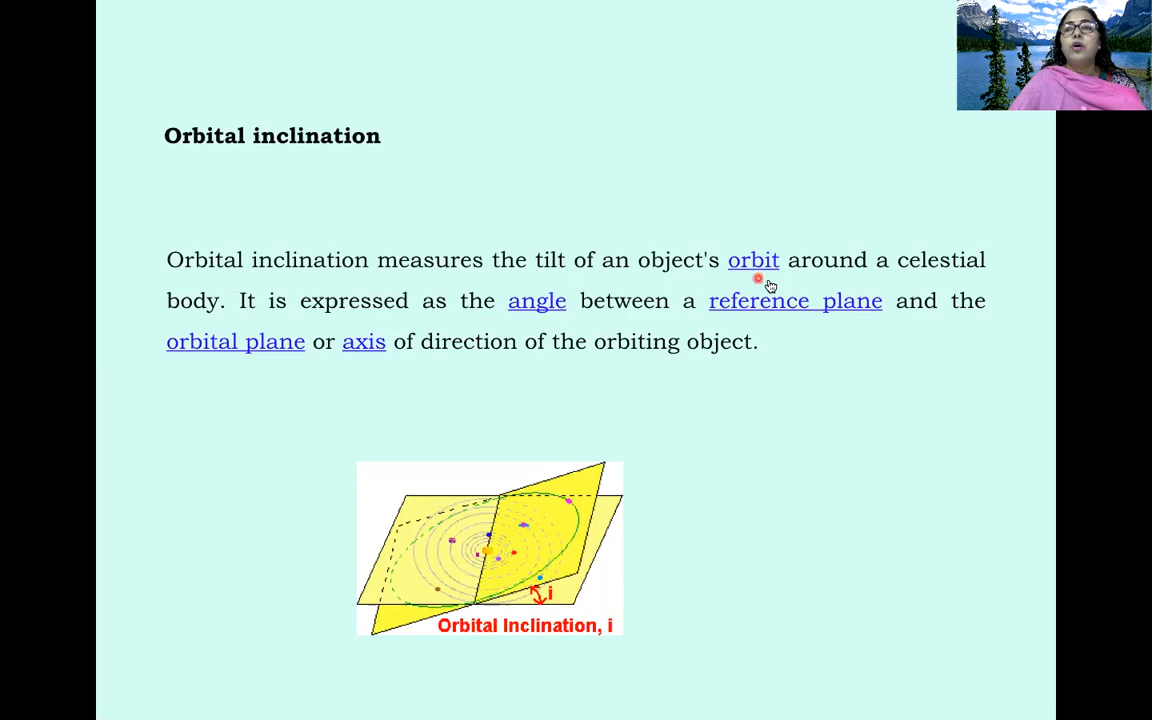 Orbital inclination
Orbital inclination measures the tilt of an object's orbit around a celestial
body. It is expressed as the angle between a reference plane and the
orbital plane or axis of direction of the orbiting object.
i
Orbital Inclination, i